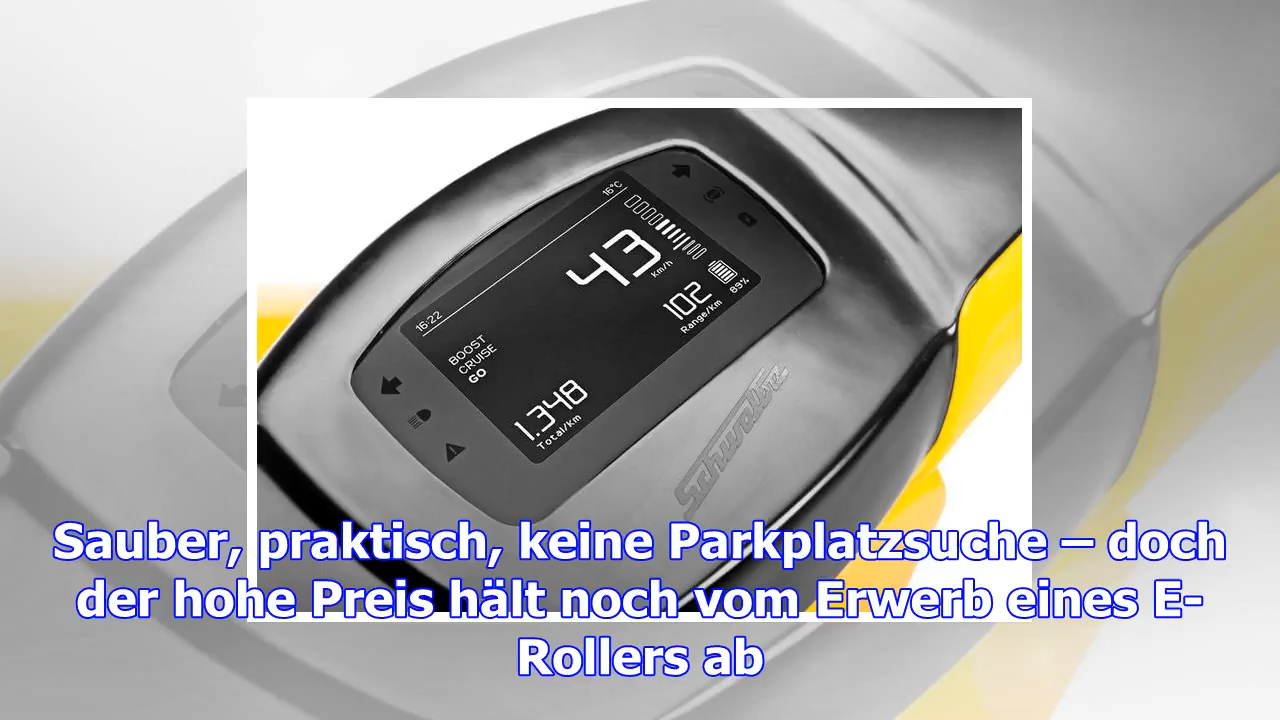 16°C
43
Km/h
102
Range/Km
89%
16:22
BOOST
CRUISE
GO
1.348
Total/Km
Schwalbe
Sauber, praktisch, keine Parkplatzsuche – doch
der hohe Preis hält noch vom Erwerb eines E-
Rollers ab